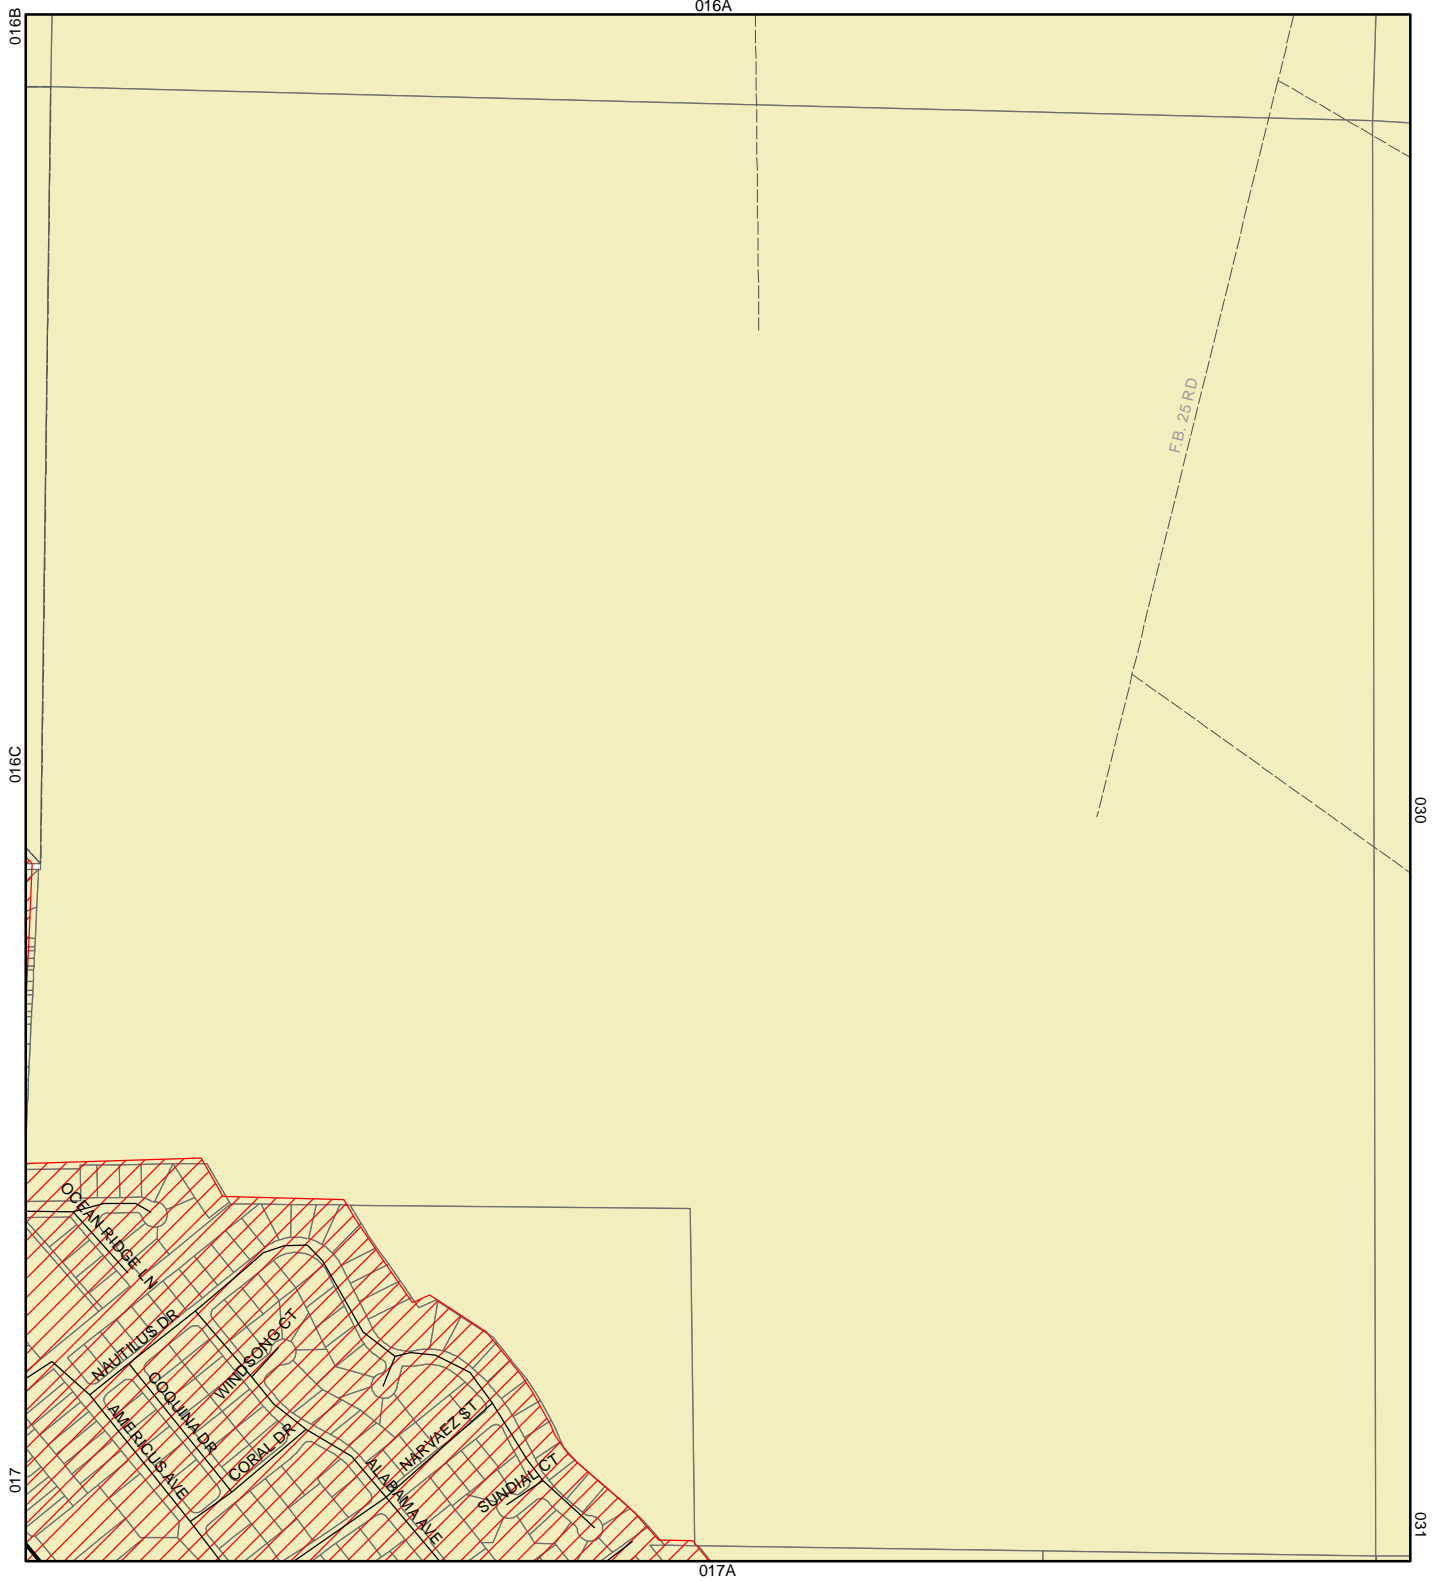 016A
016B
F.B. 25 RD
016C
030
OCEAN RIDGE LN
NAUTILUS DR
WINDSONG CT
COQUINA DR
AMERICUS AVE
CORAL DR
NARVAEZ ST
ALABAMA AVE
SUNDIAL CT
017
031
017A